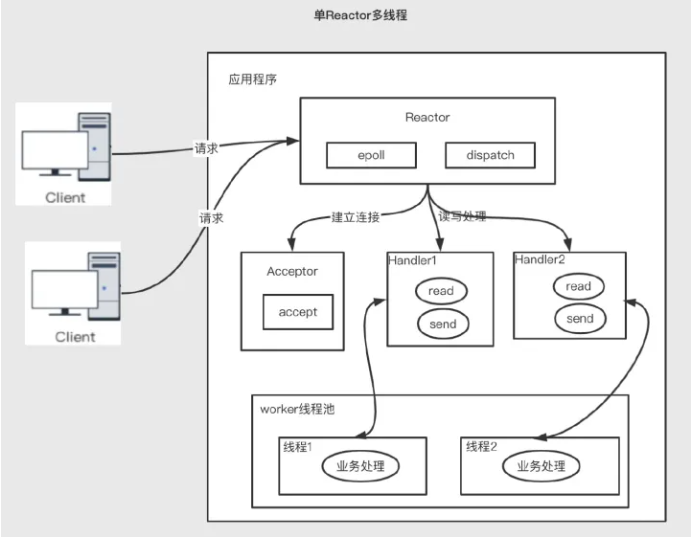 单Reactor多线程
应用程序
Reactor
epoll
dispatch
请求
Client
请求
建立连接
读写处理
Client
Acceptor
accept
Handler1
read
send
Handler2
read
send
worker线程池
线程1
业务处理
线程2
业务处理